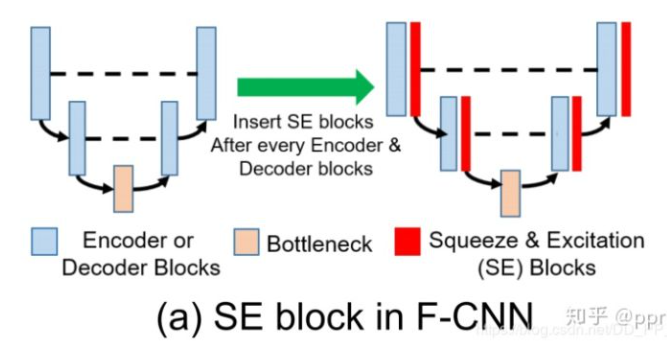 Insert SE blocks
After every Encoder &
Decoder blocks
Encoder or
Decoder Blocks
Bottleneck
Squeeze & Excitation
(SE) Blocks
(a) SE block in F-CNN
知乎 @ppr
https://blog.csdn.net/DD_PP